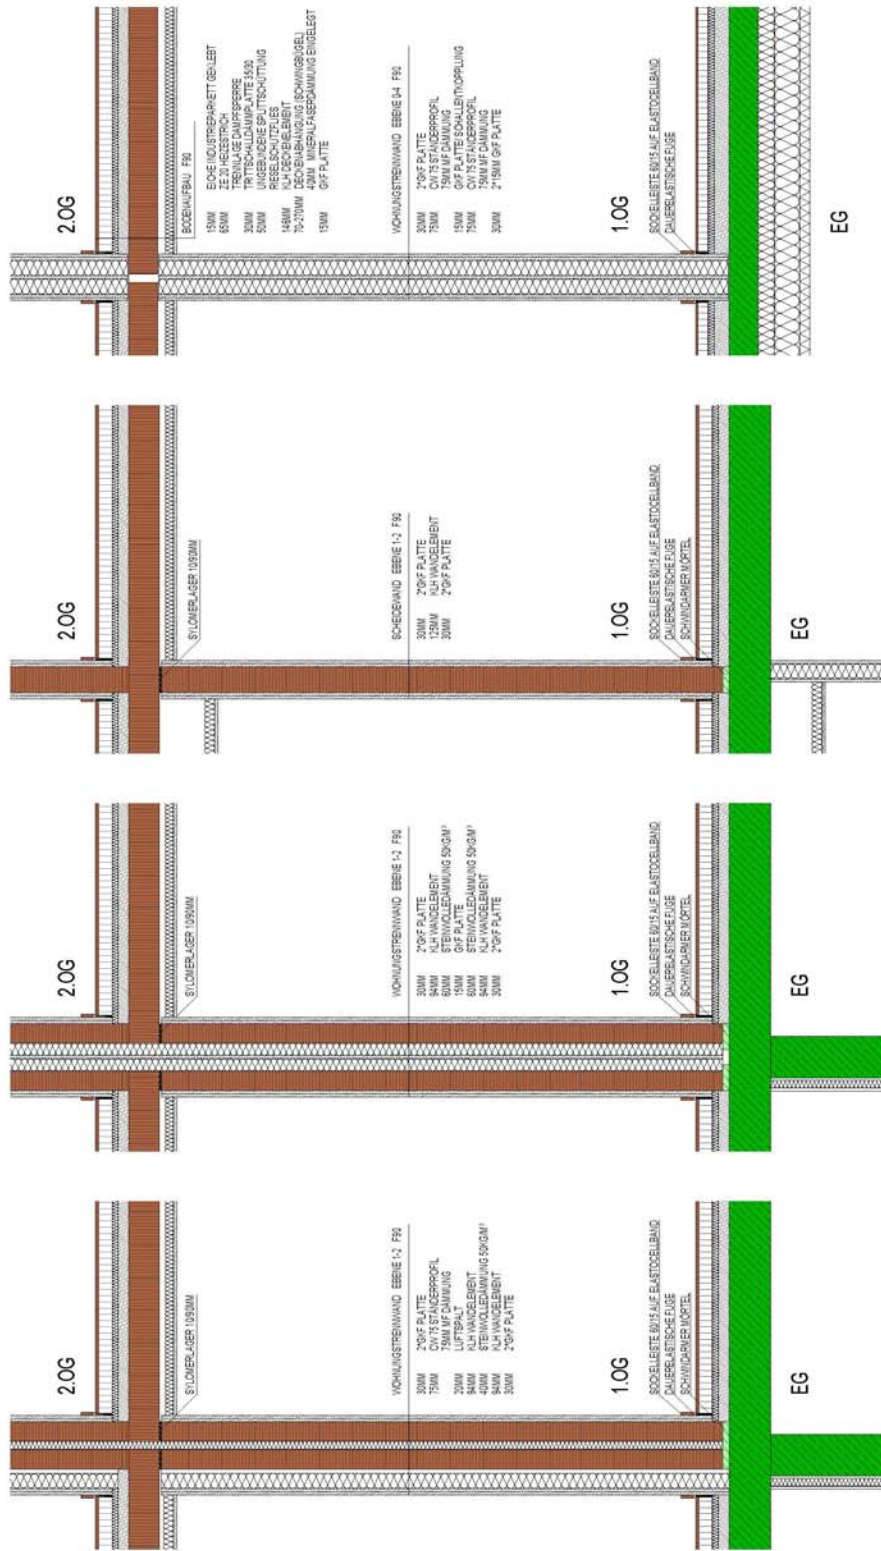 2.OG
SYLOMERLAGER 10/90MM
WOHNUNGSTRENNWAND EBENE 1-2 F90
30MM 2*GKF PLATTE
75MM CW 75 STÄNDERPROFIL
75MM MF DÄMMUNG
20MM LUFTSPALT
94MM KLH WANDELEMENT
40MM STEINWOLLEDÄMMUNG 50KG/M³
94MM KLH WANDELEMENT
30MM 2*GKF PLATTE
1.OG
SOCKELLEISTE 60/15 AUF ELASTOCELLBAND
DAUERELASTISCHE FUGE
SCHWINDARMER MÖRTEL
EG
2.OG
SYLOMERLAGER 10/90MM
WOHNUNGSTRENNWAND EBENE 1-2 F90
30MM 2*GKF PLATTE
94MM KLH WANDELEMENT
60MM STEINWOLLEDÄMMUNG 50KG/M³
15MM GKF PLATTE
60MM STEINWOLLEDÄMMUNG 50KG/M³
94MM KLH WANDELEMENT
30MM 2*GKF PLATTE
1.OG
SOCKELLEISTE 60/15 AUF ELASTOCELLBAND
DAUERELASTISCHE FUGE
SCHWINDARMER MÖRTEL
EG
2.OG
SYLOMERLAGER 10/90MM
SCHEIDEWAND EBENE 1-2 F90
30MM 2*GKF PLATTE
125MM KLH WANDELEMENT
30MM 2*GKF PLATTE
1.OG
SOCKELLEISTE 60/15 AUF ELASTOCELLBAND
DAUERELASTISCHE FUGE
SCHWINDARMER MÖRTEL
EG
2.OG
BODENAUFBAU F90
15MM EICHE INDUSTRIEPARKETT GEKLEBT
65MM ZE 20 HEIZESTRICH
TRENNLAGE DAMPFSPERRE
30MM TRITTSCHALLDÄMMPLATTE 35/30
50MM UNGEBUNDENE SPLITTSCHÜTTUNG
RIESELSCHUTZFLIES
146MM KLH DECKENELEMENT
70-270MM DECKENABHÄNGUNG (SCHWINGBÜGEL)
40MM MINERALFASERDÄMMUNG EINGELEGT
15MM GKF PLATTE
WOHNUNGSTRENNWAND EBENE 0-4 F90
30MM 2*GKF PLATTE
75MM CW 75 STÄNDERPROFIL
75MM MF DÄMMUNG
15MM GKF PLATTE/ SCHALLENTKOPPLUNG
75MM CW 75 STÄNDERPROFIL
75MM MF DÄMMUNG
30MM 2*15MM GKF PLATTE
1.OG
SOCKELLEISTE 60/15 AUF ELASTOCELLBAND
DAUERELASTISCHE FUGE
EG